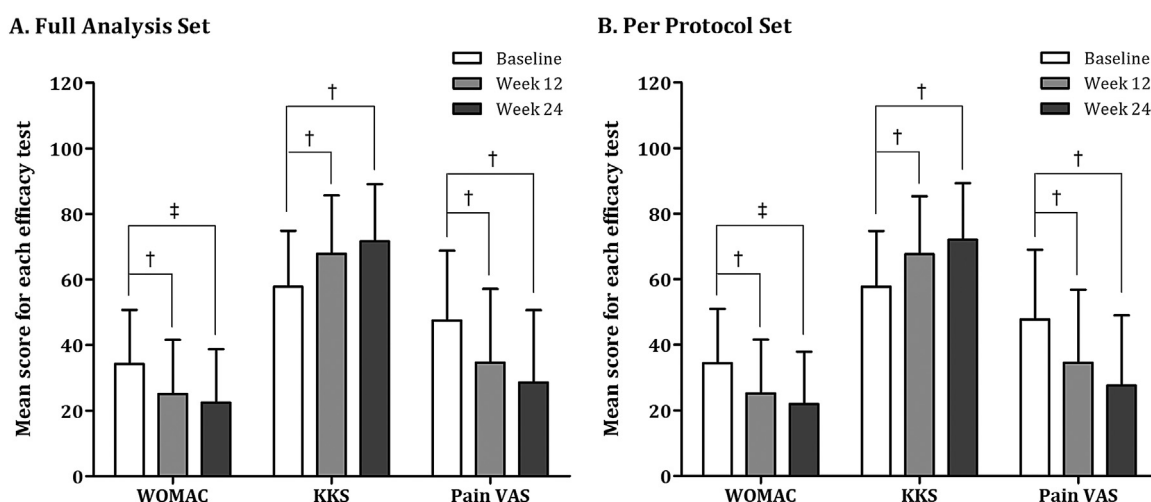 A. Full Analysis Set
Baseline
Week 12
Week 24
Mean score for each efficacy test
120
100
80
60
40
20
0
†
‡
†
†
†
†
WOMAC
KKS
Pain VAS
B. Per Protocol Set
Baseline
Week 12
Week 24
Mean score for each efficacy test
120
100
80
60
40
20
0
†
‡
†
†
†
†
WOMAC
KKS
Pain VAS